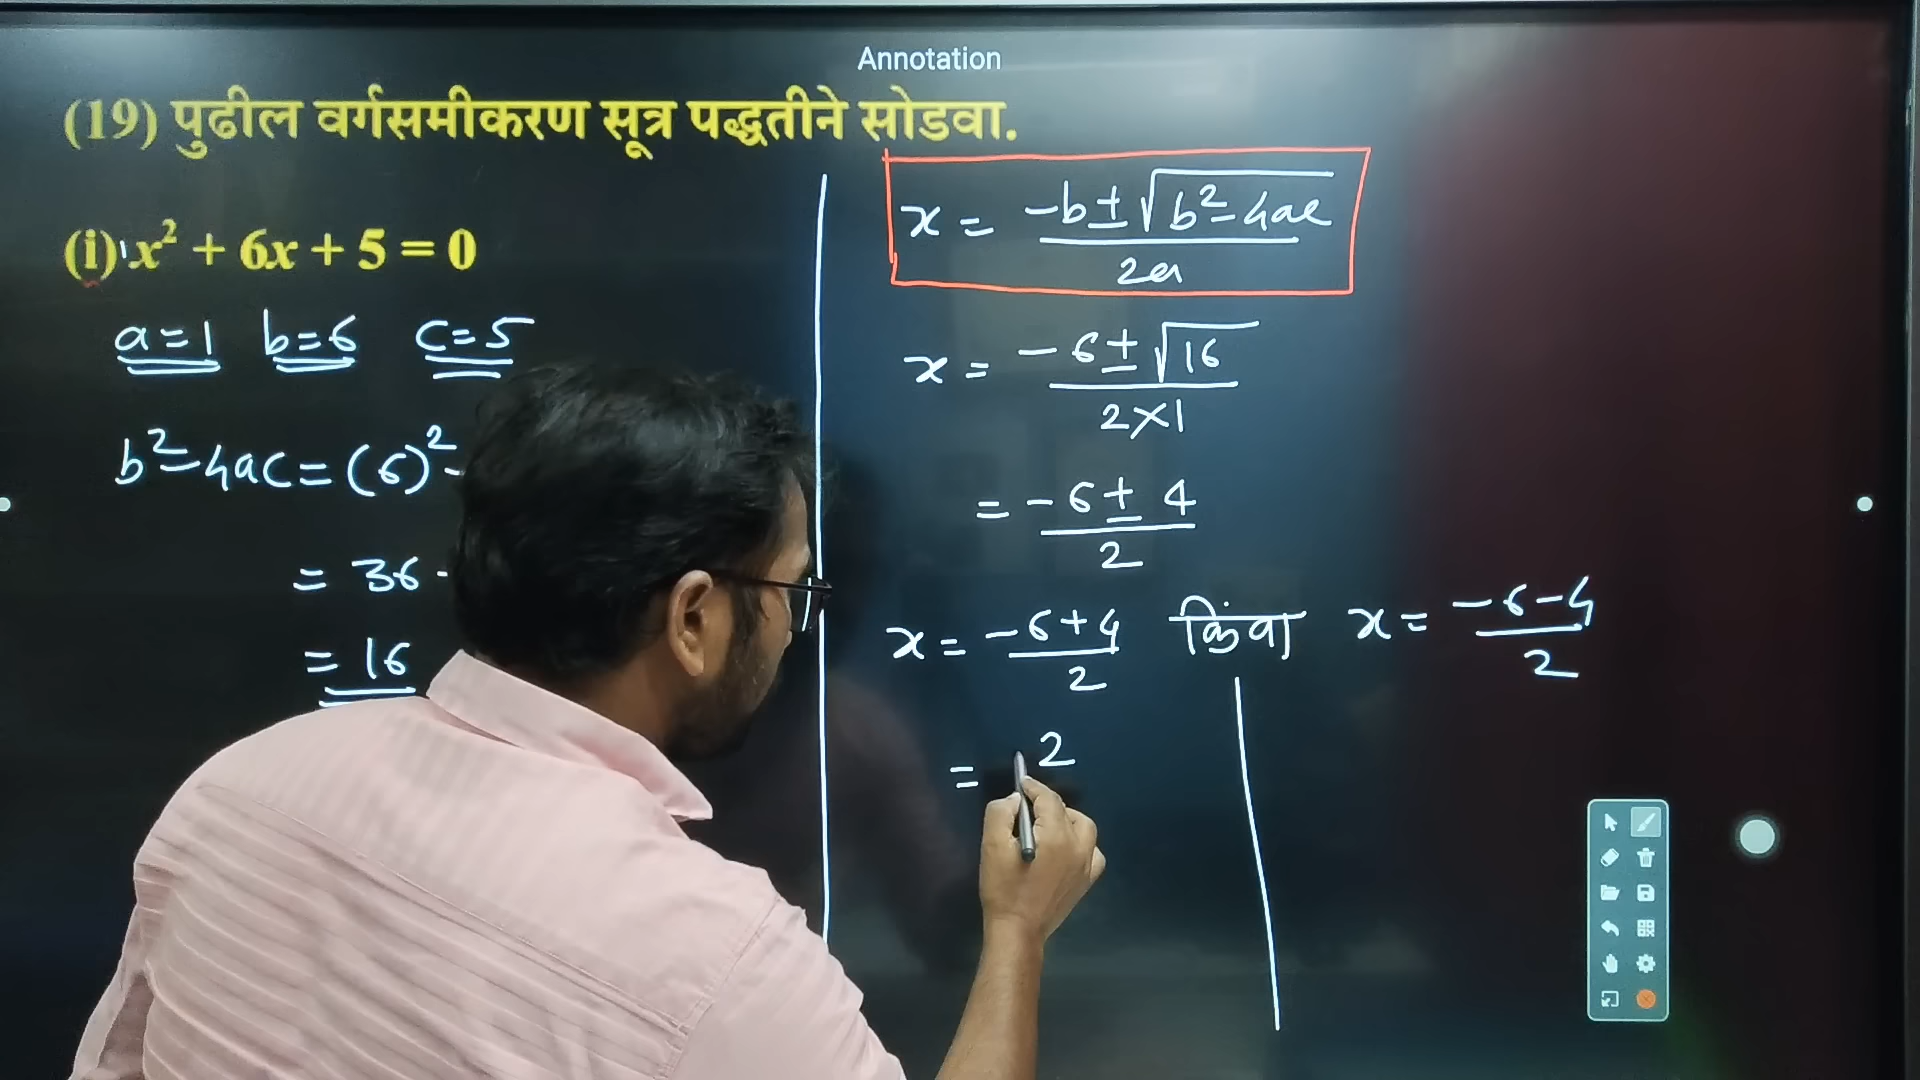 Annotation
(19) पुढील वर्गसमीकरण सूत्र पद्धतीने सोडवा.
(i) 1x² + 6x + 5 = 0
a=1 b=6 c=5
b²-4ac = (6)² -
= 36 -
= 16
x = (-b ± √(b²-4ac)) / 2a
x = (-6 ± √16) / (2×1)
= (-6 ± 4) / 2
x = (-6+4) / 2 किंवा x = (-6-4) / 2
= 2